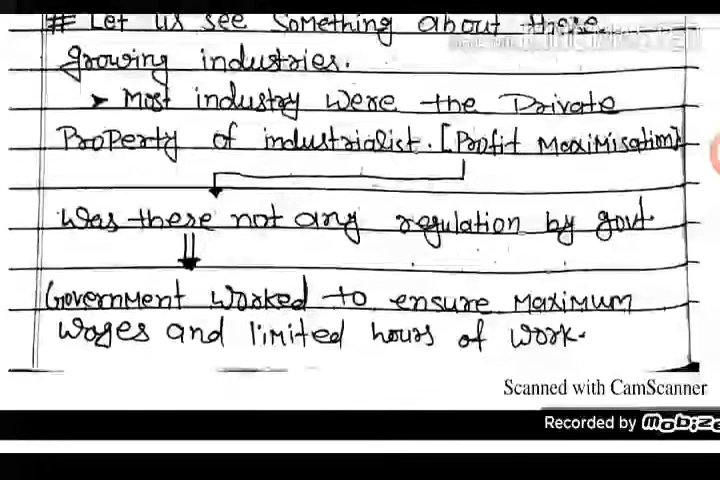 # Let us see something about these
growing industries.
➤ Most industry were the Private
Property of industrialist. [Profit Maximisation]
Was there not any regulation by govt.
Government worked to ensure maximum
wages and limited hours of work.
Scanned with CamScanner
Recorded by mobize